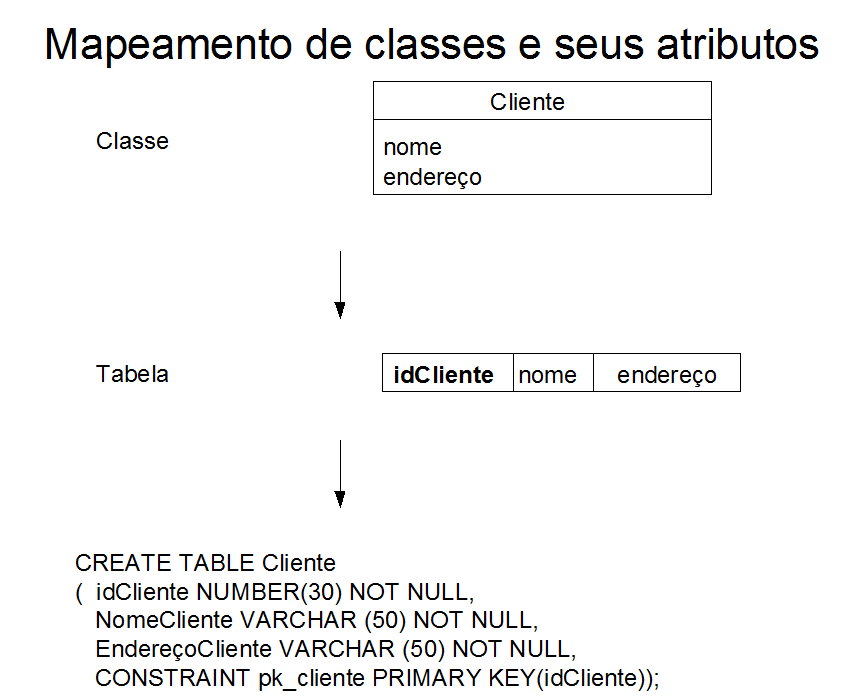 Mapeamento de classes e seus atributos
Cliente
Classe
nome
endereço
Tabela
idCliente nome endereço
CREATE TABLE Cliente
( idCliente NUMBER(30) NOT NULL,
NomeCliente VARCHAR (50) NOT NULL,
EndereçoCliente VARCHAR (50) NOT NULL,
CONSTRAINT pk_cliente PRIMARY KEY(idCliente));